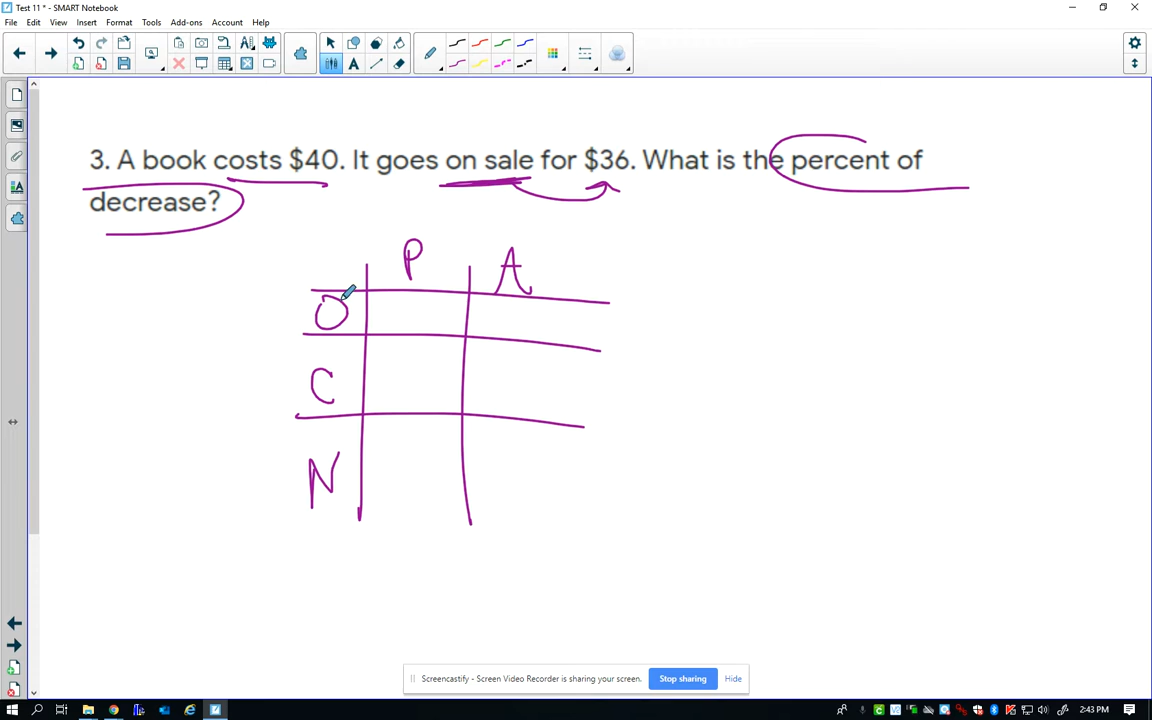 Test 11 * - SMART Notebook
File Edit View Insert Format Tools Add-ons Account Help
3. A book costs $40. It goes on sale for $36. What is the percent of
decrease?
P A
O
C
N
Screencastify - Screen Video Recorder is sharing your screen. Stop sharing Hide
2:43 PM